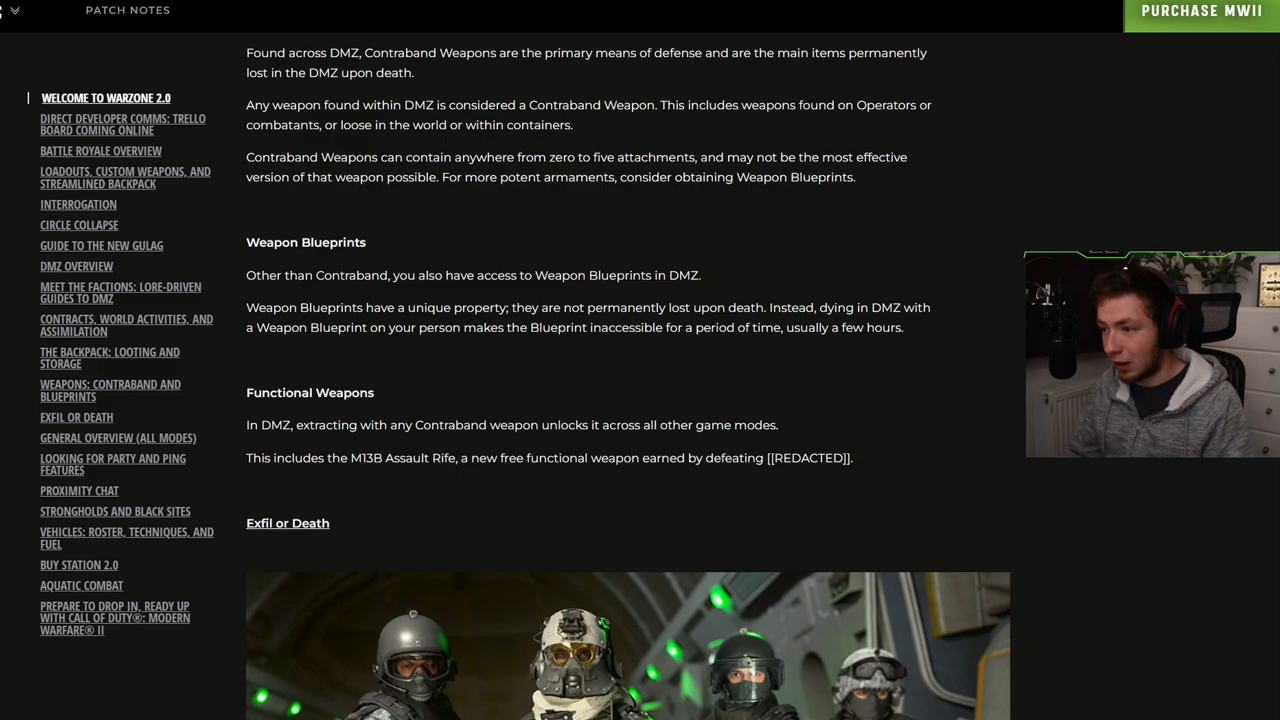 PATCH NOTES
PURCHASE MWII
WELCOME TO WARZONE 2.0
DIRECT DEVELOPER COMMS: TRELLO
BOARD COMING ONLINE
BATTLE ROYALE OVERVIEW
LOADOUTS, CUSTOM WEAPONS, AND
STREAMLINED BACKPACK
INTERROGATION
CIRCLE COLLAPSE
GUIDE TO THE NEW GULAG
DMZ OVERVIEW
MEET THE FACTIONS: LORE-DRIVEN
GUIDES TO DMZ
CONTRACTS, WORLD ACTIVITIES, AND
ASSIMILATION
THE BACKPACK: LOOTING AND
STORAGE
WEAPONS: CONTRABAND AND
BLUEPRINTS
EXFIL OR DEATH
GENERAL OVERVIEW (ALL MODES)
LOOKING FOR PARTY AND PING
FEATURES
PROXIMITY CHAT
STRONGHOLDS AND BLACK SITES
VEHICLES: ROSTER, TECHNIQUES, AND
FUEL
BUY STATION 2.0
AQUATIC COMBAT
PREPARE TO DROP IN, READY UP
WITH CALL OF DUTY®: MODERN
WARFARE® II
Found across DMZ, Contraband Weapons are the primary means of defense and are the main items permanently
lost in the DMZ upon death.
Any weapon found within DMZ is considered a Contraband Weapon. This includes weapons found on Operators or
combatants, or loose in the world or within containers.
Contraband Weapons can contain anywhere from zero to five attachments, and may not be the most effective
version of that weapon possible. For more potent armaments, consider obtaining Weapon Blueprints.
Weapon Blueprints
Other than Contraband, you also have access to Weapon Blueprints in DMZ.
Weapon Blueprints have a unique property; they are not permanently lost upon death. Instead, dying in DMZ with
a Weapon Blueprint on your person makes the Blueprint inaccessible for a period of time, usually a few hours.
Functional Weapons
In DMZ, extracting with any Contraband weapon unlocks it across all other game modes.
This includes the M13B Assault Rife, a new free functional weapon earned by defeating [[REDACTED]].
Exfil or Death